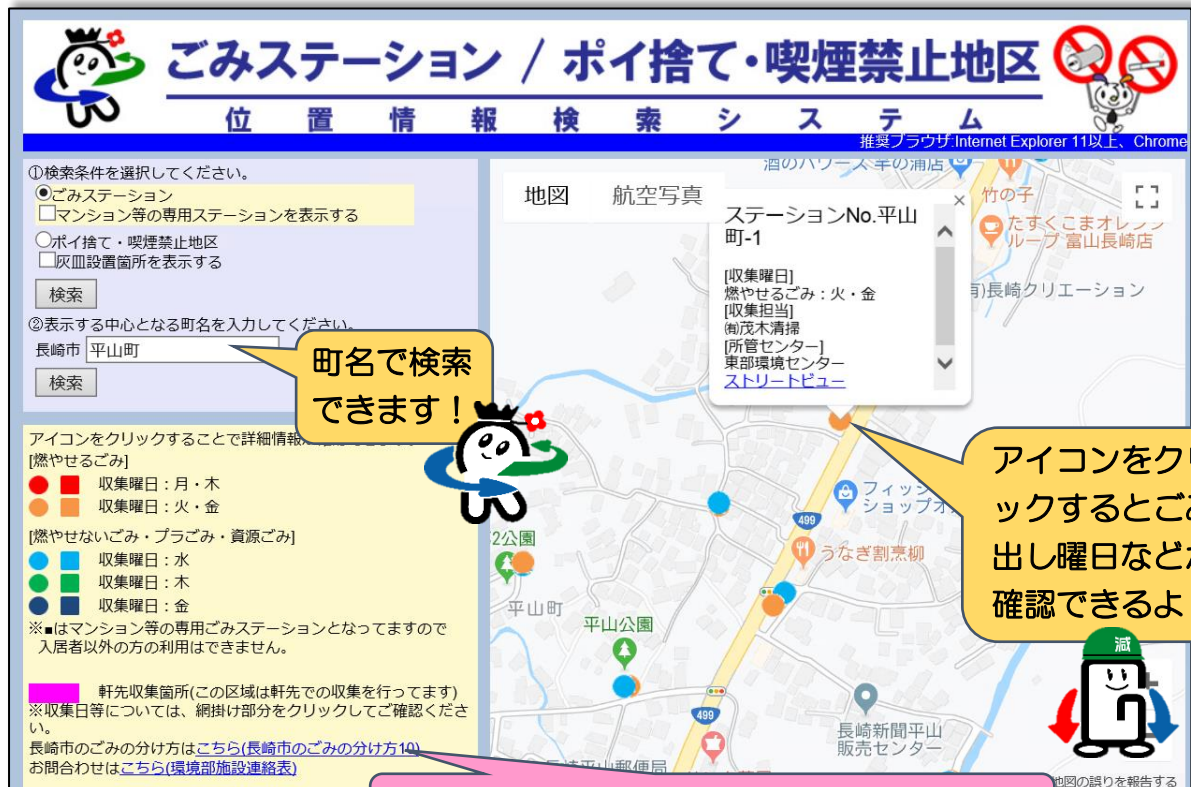 ごみステーション / ポイ捨て・喫煙禁止地区
位置情報検索システム
推奨ブラウザ:Internet Explorer 11以上、Chrome
①検索条件を選択してください。
ごみステーション
マンション等の専用ステーションを表示する
ポイ捨て・喫煙禁止地区
灰皿設置箇所を表示する
検索
②表示する中心となる町名を入力してください。
長崎市 平山町
検索
町名で検索
できます！
アイコンをクリックすることで詳細情報
[燃やせるごみ]
収集曜日：月・木
収集曜日：火・金
[燃やせないごみ・プラごみ・資源ごみ]
収集曜日：水
収集曜日：木
収集曜日：金
※■はマンション等の専用ごみステーションとなってますので
入居者以外の方の利用はできません。
軒先収集箇所(この区域は軒先での収集を行ってます)
※収集日等については、網掛け部分をクリックしてご確認くださ
い。
長崎市のごみの分け方はこちら(長崎市のごみの分け方10)
お問合わせはこちら(環境部施設連絡表)
地図 航空写真
ステーションNo.平山
町-1
[収集曜日]
燃やせるごみ：火・金
[収集担当]
㈲茂木清掃
[所管センター]
東部環境センター
ストリートビュー
竹の子
たすくこまオレンジ
ループ 富山長崎店
有)長崎クリエーション
アイコンをクリ
ックするとごみ
出し曜日などが
確認できるよ
フィッシ
ショップオ
499
うなぎ割烹柳
2公園
平山町
平山公園
499
長崎新聞平山
販売センター
減
長崎平山郵便局
地図の誤りを報告する